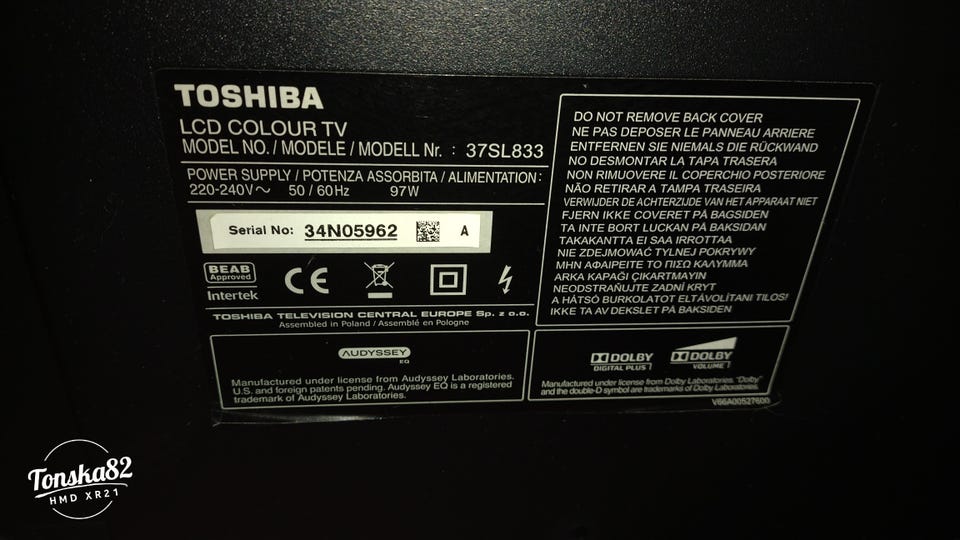 TOSHIBA
LCD COLOUR TV
MODEL NO. / MODELE / MODELL Nr. : 37SL833
POWER SUPPLY / POTENZA ASSORBITA / ALIMENTATION:
220-240V～ 50 / 60Hz 97W
Serial No: 34N05962 A
BEAB
Approved
Intertek
CE
TOSHIBA TELEVISION CENTRAL EUROPE Sp. z o.o.
Assembled in Poland / Assemblé en Pologne
AUDYSSEY
EQ
Manufactured under license from Audyssey Laboratories.
U.S. and foreign patents pending. Audyssey EQ is a registered
trademark of Audyssey Laboratories.
DO NOT REMOVE BACK COVER
NE PAS DEPOSER LE PANNEAU ARRIERE
ENTFERNEN SIE NIEMALS DIE RÜCKWAND
NO DESMONTAR LA TAPA TRASERA
NON RIMUOVERE IL COPERCHIO POSTERIORE
NÃO RETIRAR A TAMPA TRASEIRA
VERWIJDER DE ACHTERZIJDE VAN HET APPARAAT NIET
FJERN IKKE COVERET PÅ BAGSIDEN
TA INTE BORT LUCKAN PÅ BAKSIDAN
TAKAKANTTA EI SAA IRROTTAA
NIE ZDEJMOWAĆ TYLNEJ POKRYWY
ΜΗΝ ΑΦΑΙΡΕΙΤΕ ΤΟ ΠΙΣΩ ΚΑΛΥΜΜΑ
ARKA KAPAĞI ÇIKARTMAYIN
NEODSTRAŇUJTE ZADNÍ KRYT
A HÁTSÓ BURKOLATOT ELTÁVOLÍTANI TILOS!
IKKE TA AV DEKSLET PÅ BAKSIDEN
DOLBY
DIGITAL PLUS
DOLBY
VOLUME
Manufactured under license from Dolby Laboratories. "Dolby"
and the double-D symbol are trademarks of Dolby Laboratories.
V66A00527600
Tonska82
HMD XR21